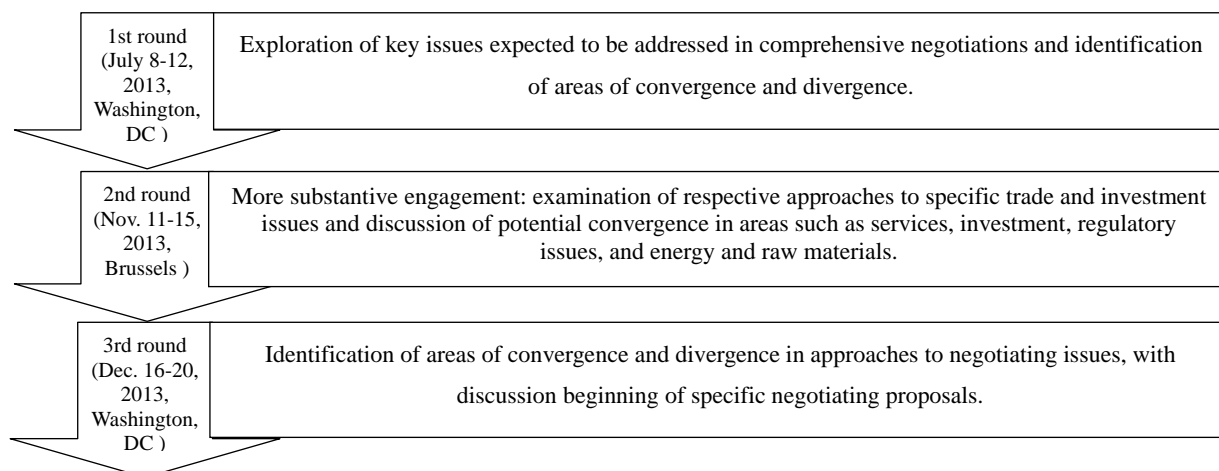 1st round
(July 8-12,
2013,
Washington,
DC )
Exploration of key issues expected to be addressed in comprehensive negotiations and identification
of areas of convergence and divergence.
2nd round
(Nov. 11-15,
2013,
Brussels )
More substantive engagement: examination of respective approaches to specific trade and investment
issues and discussion of potential convergence in areas such as services, investment, regulatory
issues, and energy and raw materials.
3rd round
(Dec. 16-20,
2013,
Washington,
DC )
Identification of areas of convergence and divergence in approaches to negotiating issues, with
discussion beginning of specific negotiating proposals.